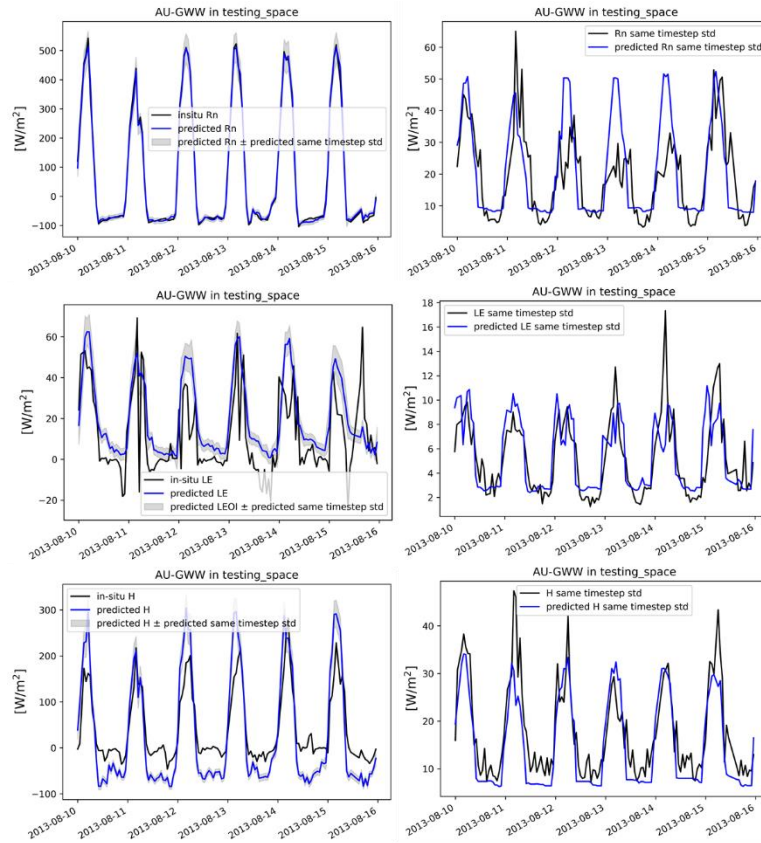 AU-GWW in testing_space
500
400
300
200
100
0
−100
[W/m²]
insitu Rn
predicted Rn
predicted Rn ± predicted same timestep std
2013-08-10
2013-08-11
2013-08-12
2013-08-13
2013-08-14
2013-08-15
2013-08-16
AU-GWW in testing_space
60
50
40
30
20
10
[W/m²]
Rn same timestep std
predicted Rn same timestep std
2013-08-10
2013-08-11
2013-08-12
2013-08-13
2013-08-14
2013-08-15
2013-08-16
AU-GWW in testing_space
60
40
20
0
−20
[W/m²]
in-situ LE
predicted LE
predicted LEOI ± predicted same timestep std
2013-08-10
2013-08-11
2013-08-12
2013-08-13
2013-08-14
2013-08-15
2013-08-16
AU-GWW in testing_space
18
16
14
12
10
8
6
4
2
[W/m²]
LE same timestep std
predicted LE same timestep std
2013-08-10
2013-08-11
2013-08-12
2013-08-13
2013-08-14
2013-08-15
2013-08-16
AU-GWW in testing_space
300
200
100
0
−100
[W/m²]
in-situ H
predicted H
predicted H ± predicted same timestep std
2013-08-10
2013-08-11
2013-08-12
2013-08-13
2013-08-14
2013-08-15
2013-08-16
AU-GWW in testing_space
40
30
20
10
[W/m²]
H same timestep std
predicted H same timestep std
2013-08-10
2013-08-11
2013-08-12
2013-08-13
2013-08-14
2013-08-15
2013-08-16